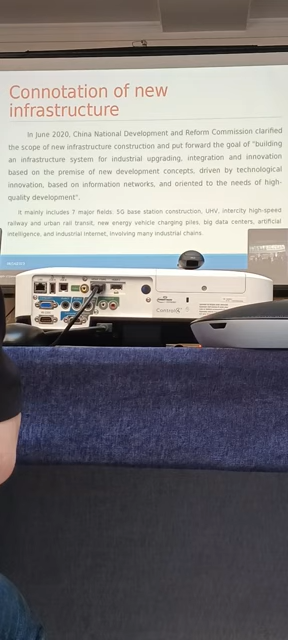 Connotation of new
infrastructure
In June 2020, China National Development and Reform Commission clarified
the scope of new infrastructure construction and put forward the goal of "building
an infrastructure system for industrial upgrading, integration and innovation
based on the premise of new development concepts, driven by technological
innovation, based on information networks, and oriented to the needs of high-
quality development".
It mainly includes 7 major fields: 5G base station construction, UHV, intercity high-speed
railway and urban rail transit, new energy vehicle charging piles, big data centers, artificial
intelligence, and industrial internet, involving many industrial chains.